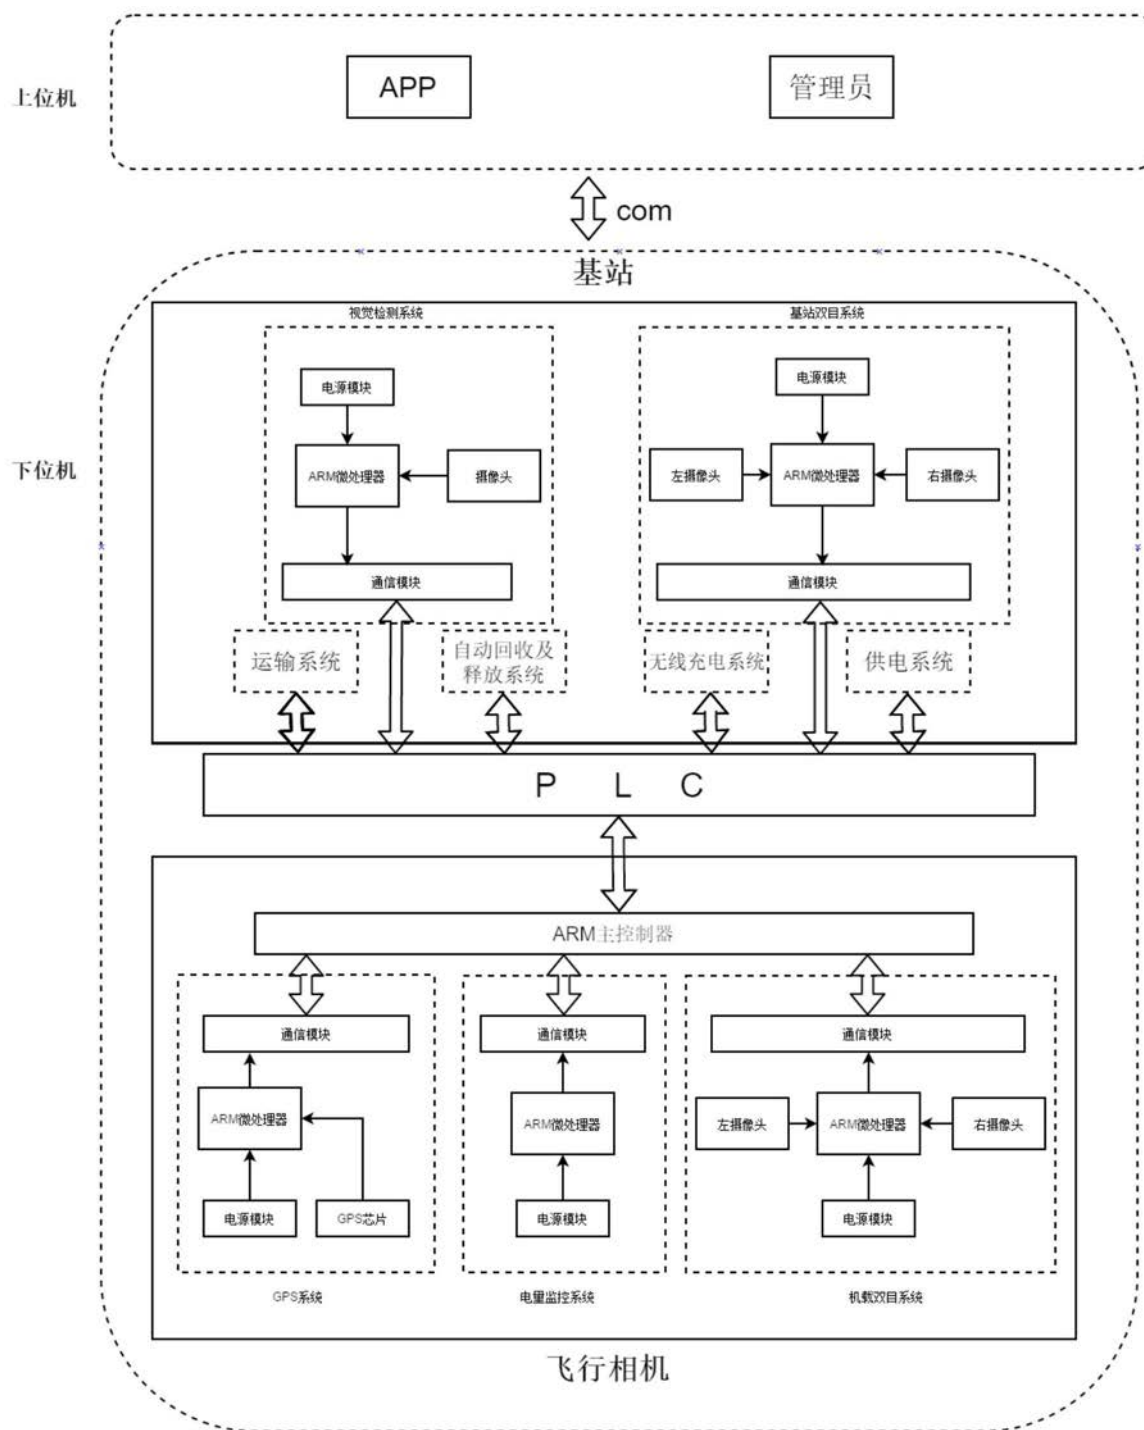 上位机
APP
管理员
com
基站
下位机
视觉检测系统
基站双目系统
电源模块
电源模块
ARM微处理器
摄像头
左摄像头
ARM微处理器
右摄像头
通信模块
通信模块
运输系统
自动回收及
释放系统
无线充电系统
供电系统
P L C
ARM主控制器
通信模块
通信模块
通信模块
ARM微处理器
ARM微处理器
左摄像头
ARM微处理器
右摄像头
电源模块
GPS芯片
电源模块
电源模块
GPS系统
电量监控系统
机载双目系统
飞行相机